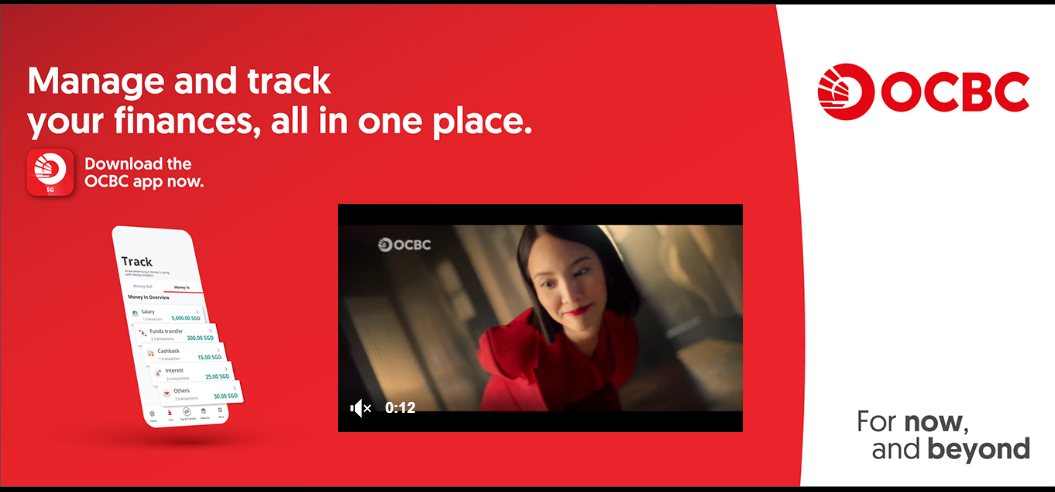 Manage and track
your finances, all in one place.
OCBC
SG
Download the
OCBC app now.
Track
Money Out
Money In
Money In Overview
Salary
1 transaction
5,000.00 SGD
Funds transfer
2 transactions
300.00 SGD
Cashback
1 transaction
15.00 SGD
Interest
2 transactions
25.00 SGD
Others
2 transactions
30.00 SGD
OCBC
0:12
For now,
and beyond